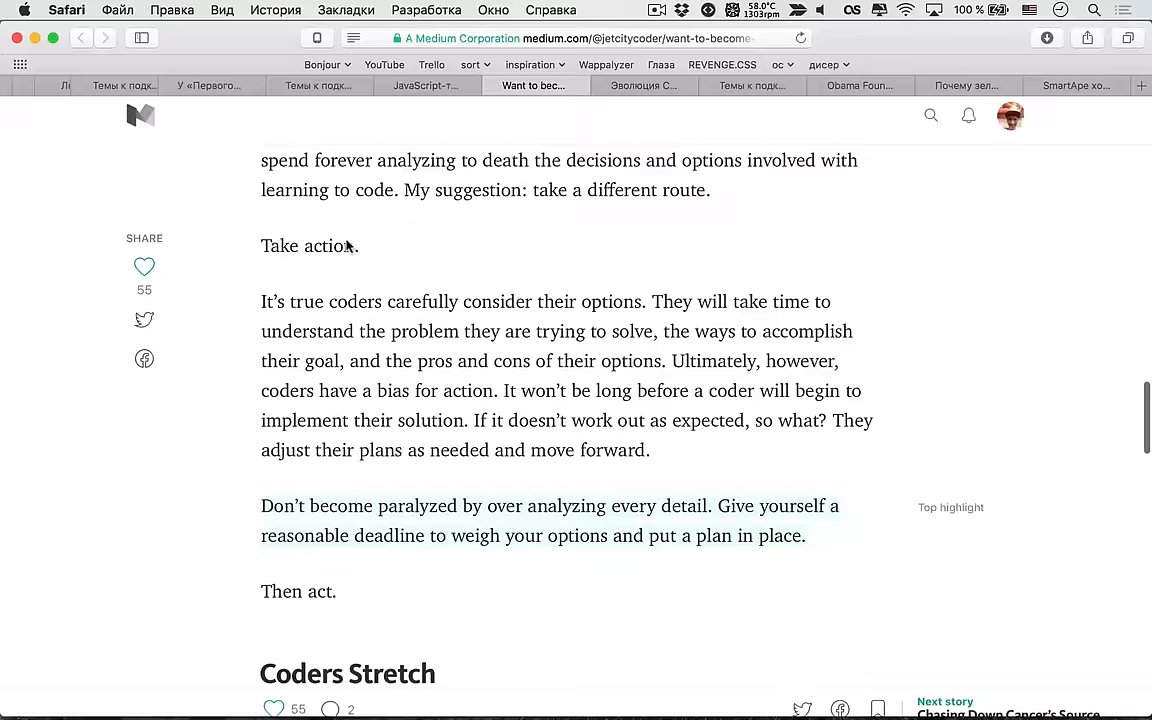 Safari Файл Правка Вид История Закладки Разработка Окно Справка 58.0°C 1303rpm 100 %
A Medium Corporation medium.com/@jetcitycoder/want-to-become-
Bonjour YouTube Trello sort inspiration Wappalyzer Глаза REVENGE.CSS ос дисер
Лі Темы к подк... У «Первого... Темы к подк... JavaScript-т... Want to bec... Эволюция С... Темы к подк... Obama Foun... Почему зел... SmartApe хо...
spend forever analyzing to death the decisions and options involved with
learning to code. My suggestion: take a different route.
SHARE
Take action.
55
It’s true coders carefully consider their options. They will take time to
understand the problem they are trying to solve, the ways to accomplish
their goal, and the pros and cons of their options. Ultimately, however,
coders have a bias for action. It won’t be long before a coder will begin to
implement their solution. If it doesn’t work out as expected, so what? They
adjust their plans as needed and move forward.
Don’t become paralyzed by over analyzing every detail. Give yourself a
reasonable deadline to weigh your options and put a plan in place.
Top highlight
Then act.
Coders Stretch
55 2
Next story
Chasing Down Cancer’s Source